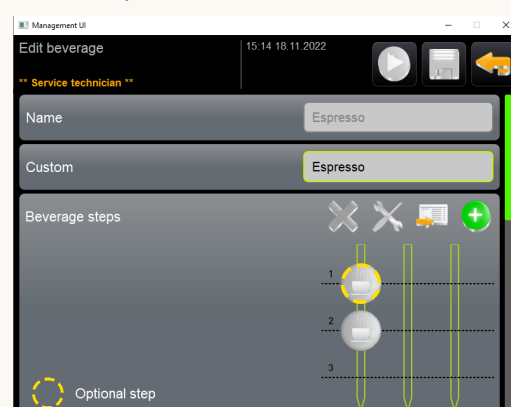 Management UI
Edit beverage
15:14 18.11.2022
** Service technician **
Name
Espresso
Custom
Espresso
Beverage steps
1
2
3
Optional step